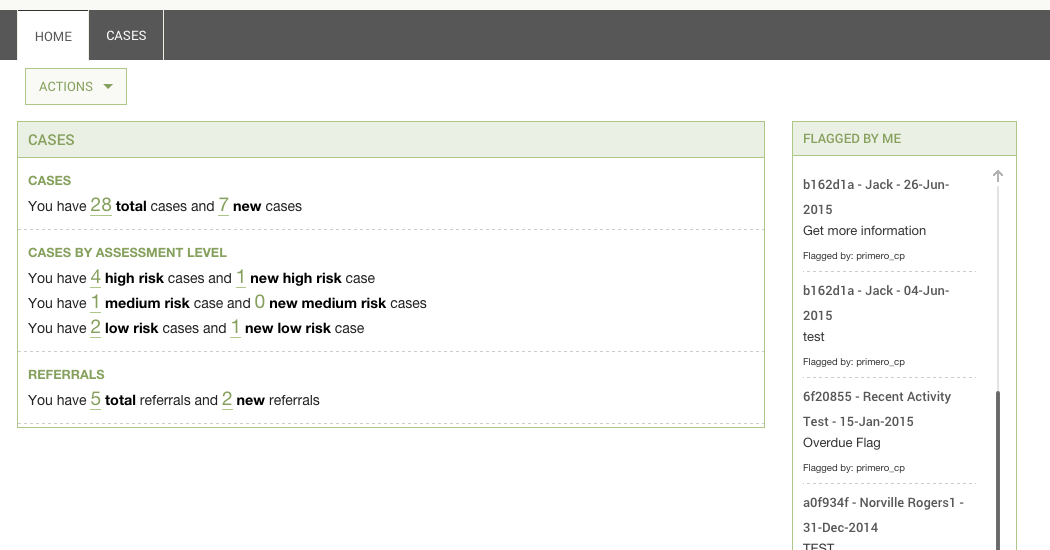 HOME CASES
ACTIONS
CASES
CASES
You have 28 total cases and 7 new cases
CASES BY ASSESSMENT LEVEL
You have 4 high risk cases and 1 new high risk case
You have 1 medium risk case and 0 new medium risk cases
You have 2 low risk cases and 1 new low risk case
REFERRALS
You have 5 total referrals and 2 new referrals
FLAGGED BY ME
b162d1a - Jack - 26-Jun-
2015
Get more information
Flagged by: primero_cp
b162d1a - Jack - 04-Jun-
2015
test
Flagged by: primero_cp
6f20855 - Recent Activity
Test - 15-Jan-2015
Overdue Flag
Flagged by: primero_cp
a0f934f - Norville Rogers1 -
31-Dec-2014
TEST